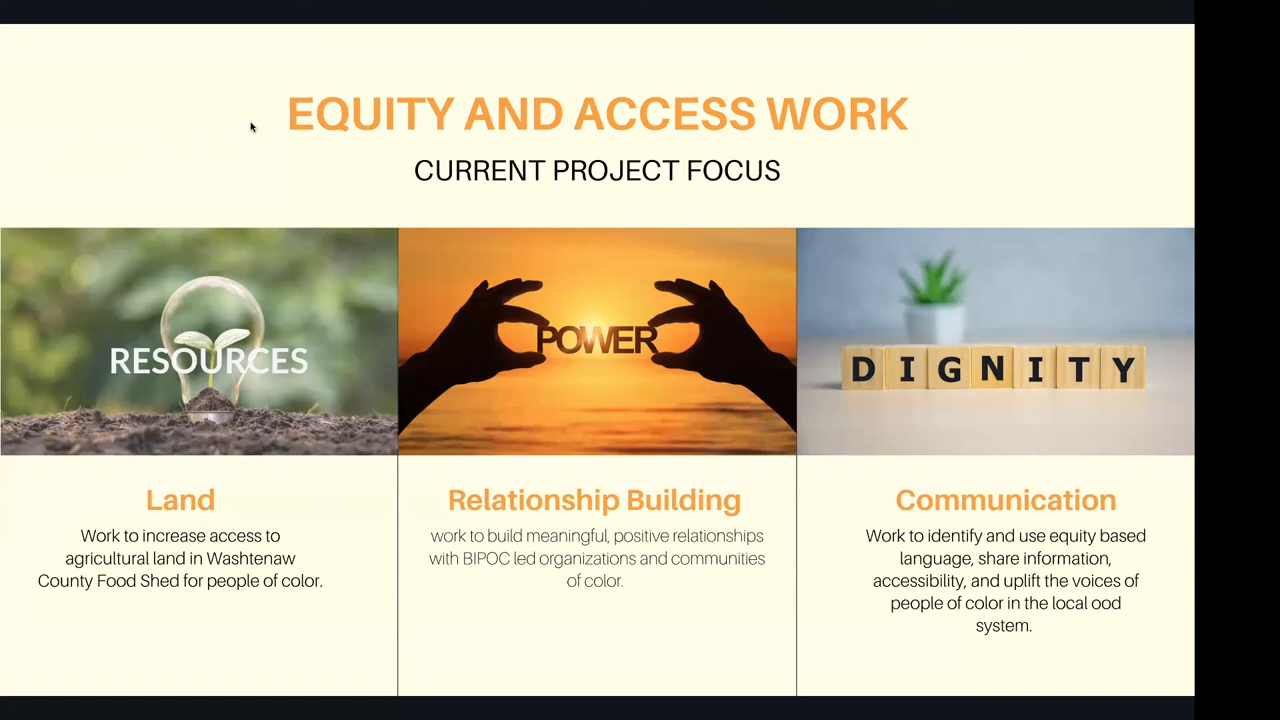 EQUITY AND ACCESS WORK
CURRENT PROJECT FOCUS
RESOURCES
POWER
DIGNITY
Land
Work to increase access to
agricultural land in Washtenaw
County Food Shed for people of color.
Relationship Building
work to build meaningful, positive relationships
with BIPOC led organizations and communities
of color.
Communication
Work to identify and use equity based
language, share information,
accessibility, and uplift the voices of
people of color in the local ood
system.